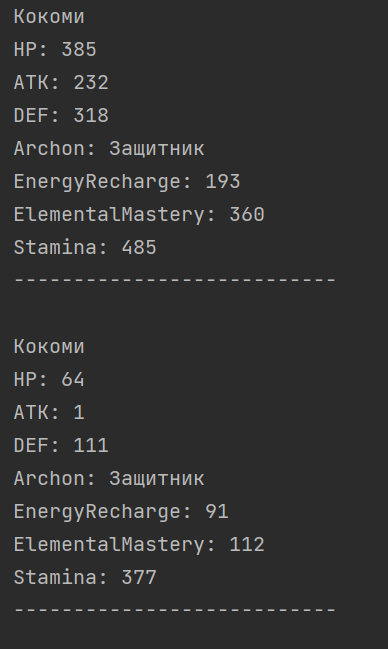 Кокоми
HP: 385
ATK: 232
DEF: 318
Archon: Защитник
EnergyRecharge: 193
ElementalMastery: 360
Stamina: 485
---------------------------
Кокоми
HP: 64
ATK: 1
DEF: 111
Archon: Защитник
EnergyRecharge: 91
ElementalMastery: 112
Stamina: 377
---------------------------